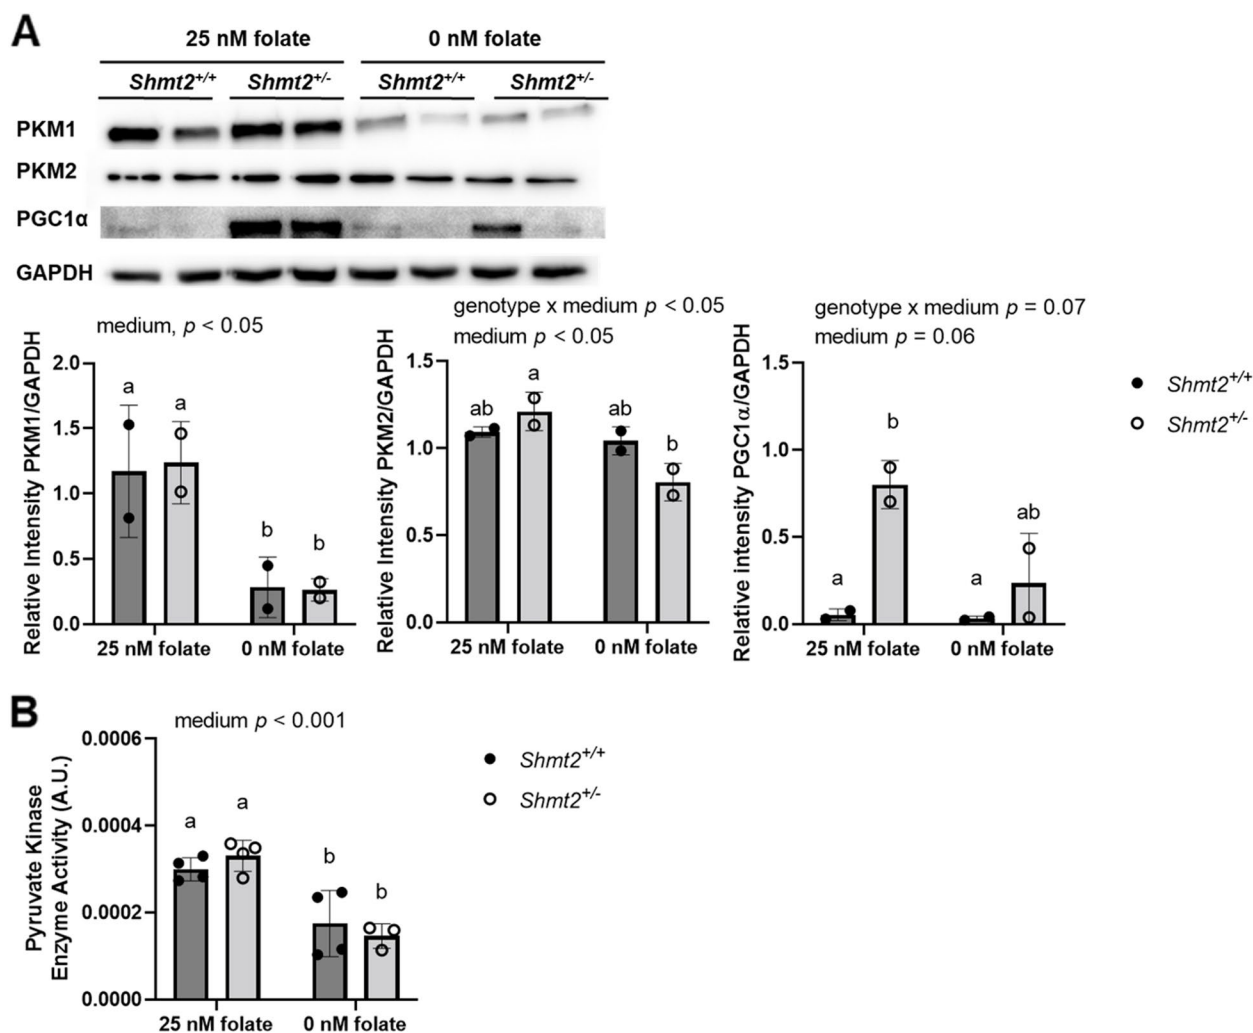 A
25 nM folate 0 nM folate
Shmt2+/+ Shmt2+/- Shmt2+/+ Shmt2+/-
PKM1
PKM2
PGC1α
GAPDH
medium, p < 0.05
Relative Intensity PKM1/GAPDH
2.0
1.5
1.0
0.5
0.0
a a b b
25 nM folate 0 nM folate
genotype x medium p < 0.05
medium p < 0.05
Relative Intensity PKM2/GAPDH
1.5
1.0
0.5
0.0
ab a ab b
25 nM folate 0 nM folate
genotype x medium p = 0.07
medium p = 0.06
Relative Intensity PGC1α/GAPDH
1.5
1.0
0.5
0.0
a b a ab
25 nM folate 0 nM folate
Shmt2+/+
Shmt2+/-
B
medium p < 0.001
Pyruvate Kinase
Enzyme Activity (A.U.)
0.0006
0.0004
0.0002
0.0000
a a b b
25 nM folate 0 nM folate
Shmt2+/+
Shmt2+/-